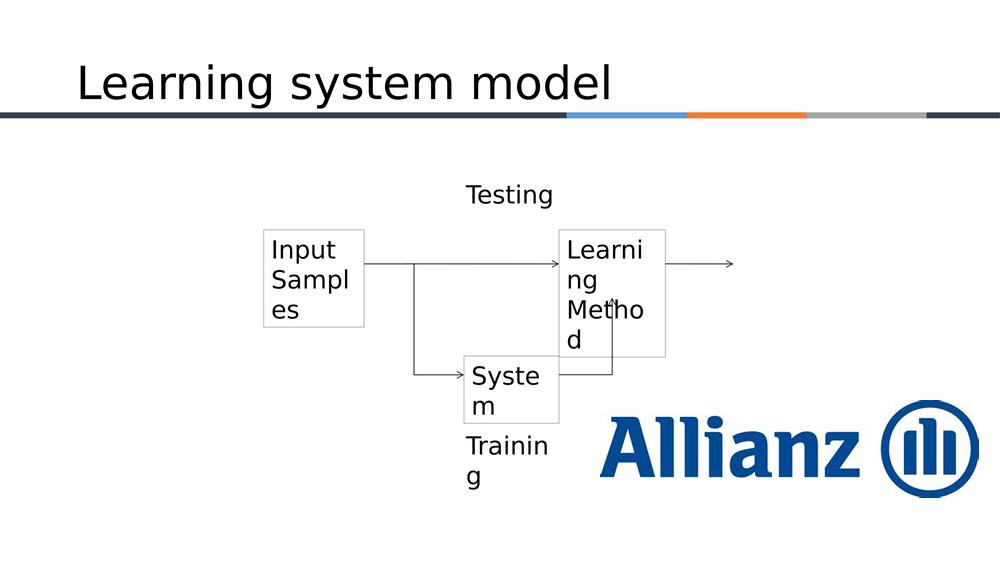 Learning system model
Testing
Input
Sampl
es
Learni
ng
Metho
d
Syste
m
Trainin
g
Allianz